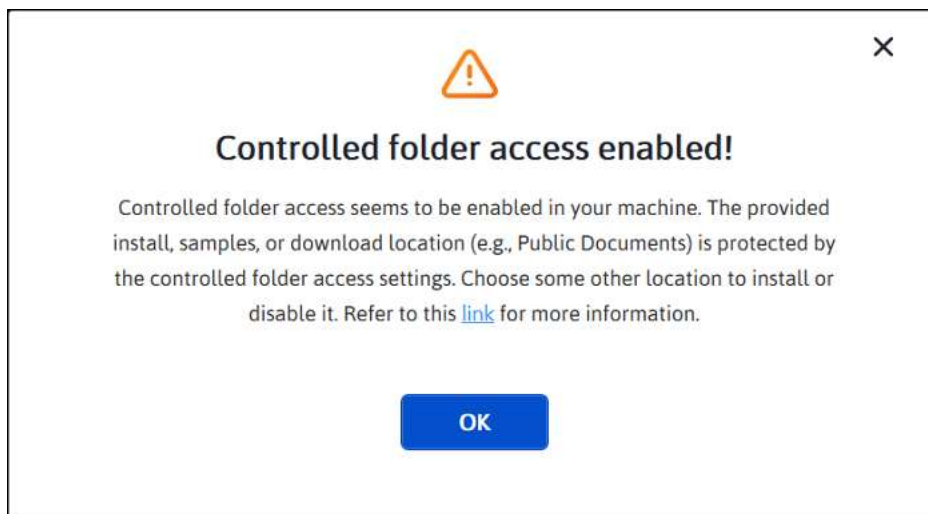 Controlled folder access enabled!
Controlled folder access seems to be enabled in your machine. The provided
install, samples, or download location (e.g., Public Documents) is protected by
the controlled folder access settings. Choose some other location to install or
disable it. Refer to this link for more information.
OK